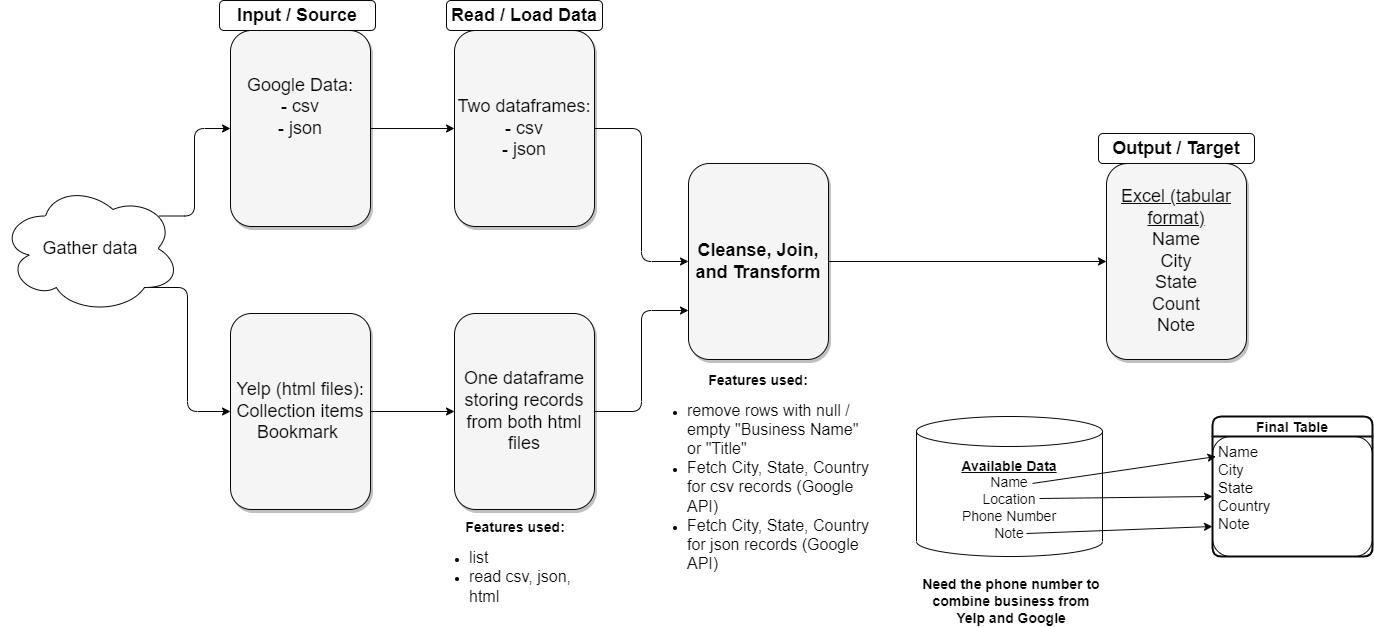 Input / Source
Read / Load Data
Google Data:
- csv
- json
Two dataframes:
- csv
- json
Output / Target
Gather data
Cleanse, Join,
and Transform
Excel (tabular
format)
Name
City
State
Count
Note
Yelp (html files):
Collection items
Bookmark
One dataframe
storing records
from both html
files
Features used:
• list
• read csv, json,
html
Features used:
• remove rows with null /
empty "Business Name"
or "Title"
• Fetch City, State, Country
for csv records (Google
API)
• Fetch City, State, Country
for json records (Google
API)
Available Data
Name
Location
Phone Number
Note
Need the phone number to
combine business from
Yelp and Google
Final Table
Name
City
State
Country
Note